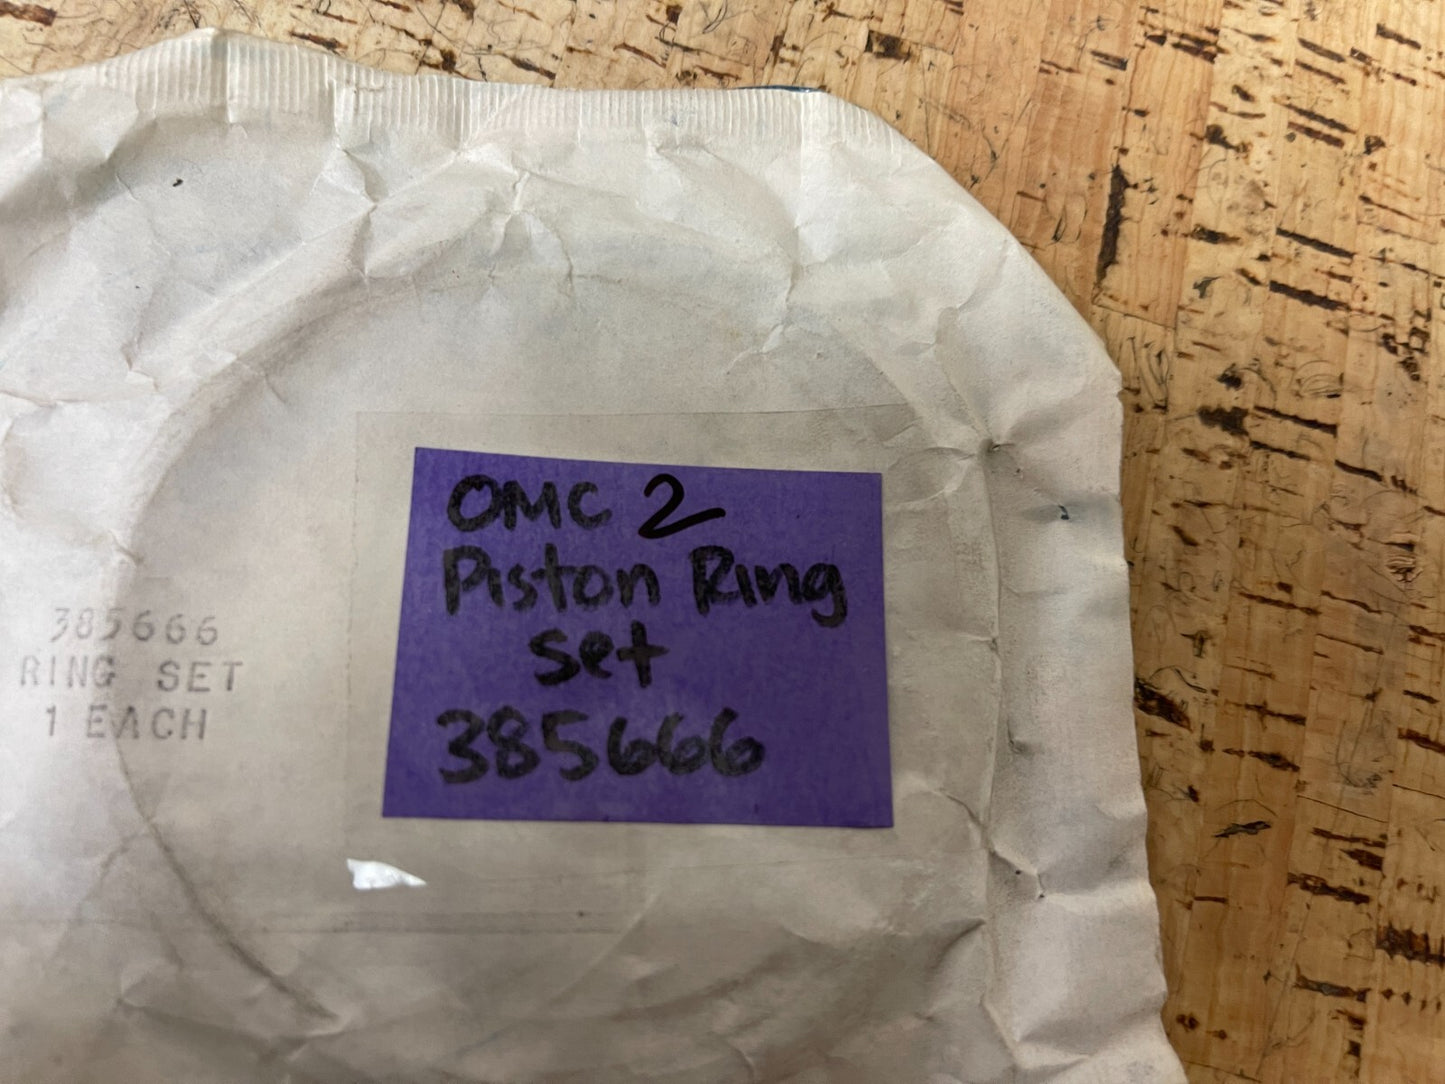 385666
RING SET
1 EACH
OMC 2
Piston Ring
set
385666